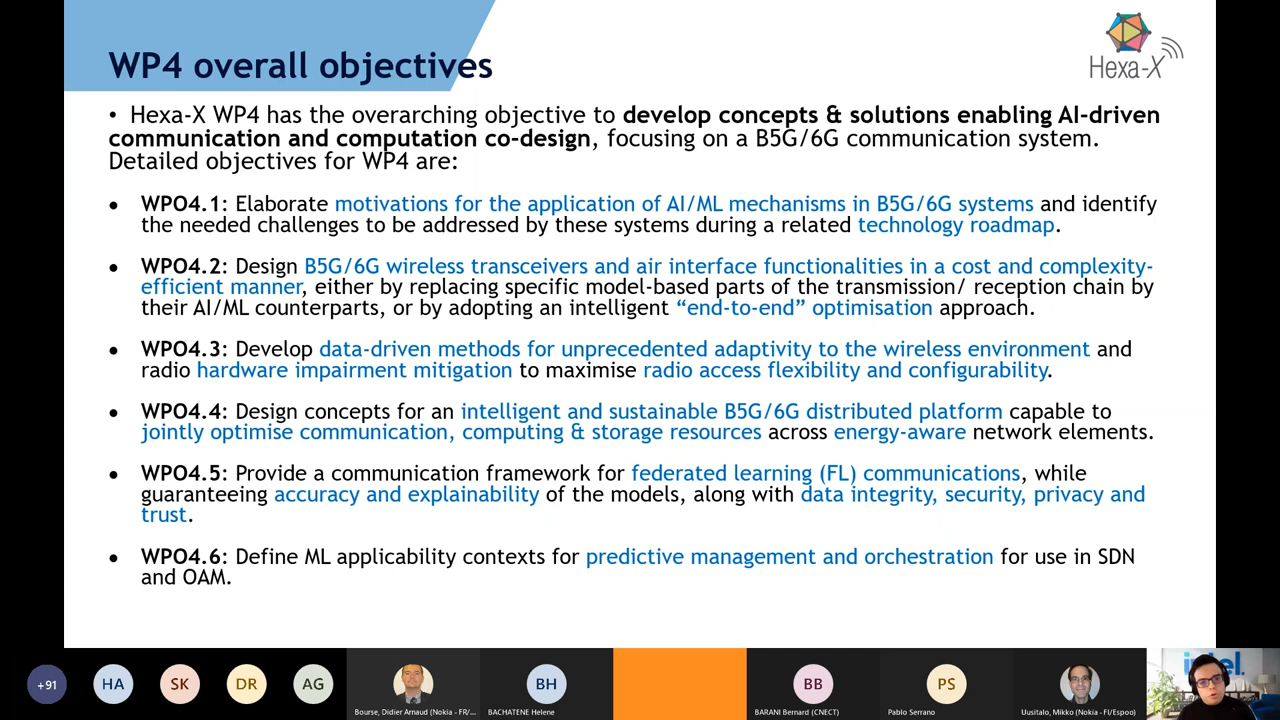 WP4 overall objectives
Hexa-X
• Hexa-X WP4 has the overarching objective to develop concepts & solutions enabling AI-driven
communication and computation co-design, focusing on a B5G/6G communication system.
Detailed objectives for WP4 are:
• WPO4.1: Elaborate motivations for the application of AI/ML mechanisms in B5G/6G systems and identify
the needed challenges to be addressed by these systems during a related technology roadmap.
• WPO4.2: Design B5G/6G wireless transceivers and air interface functionalities in a cost and complexity-
efficient manner, either by replacing specific model-based parts of the transmission/ reception chain by
their AI/ML counterparts, or by adopting an intelligent “end-to-end” optimisation approach.
• WPO4.3: Develop data-driven methods for unprecedented adaptivity to the wireless environment and
radio hardware impairment mitigation to maximise radio access flexibility and configurability.
• WPO4.4: Design concepts for an intelligent and sustainable B5G/6G distributed platform capable to
jointly optimise communication, computing & storage resources across energy-aware network elements.
• WPO4.5: Provide a communication framework for federated learning (FL) communications, while
guaranteeing accuracy and explainability of the models, along with data integrity, security, privacy and
trust.
• WPO4.6: Define ML applicability contexts for predictive management and orchestration for use in SDN
and OAM.
+91
HA
SK
DR
AG
BH
BB
PS
intel.
Bourse, Didier Arnaud (Nokia - FR/...
BACHATENE Helene
BARANI Bernard (CNECT)
Pablo Serrano
Uusitalo, Mikko (Nokia - FI/Espoo)